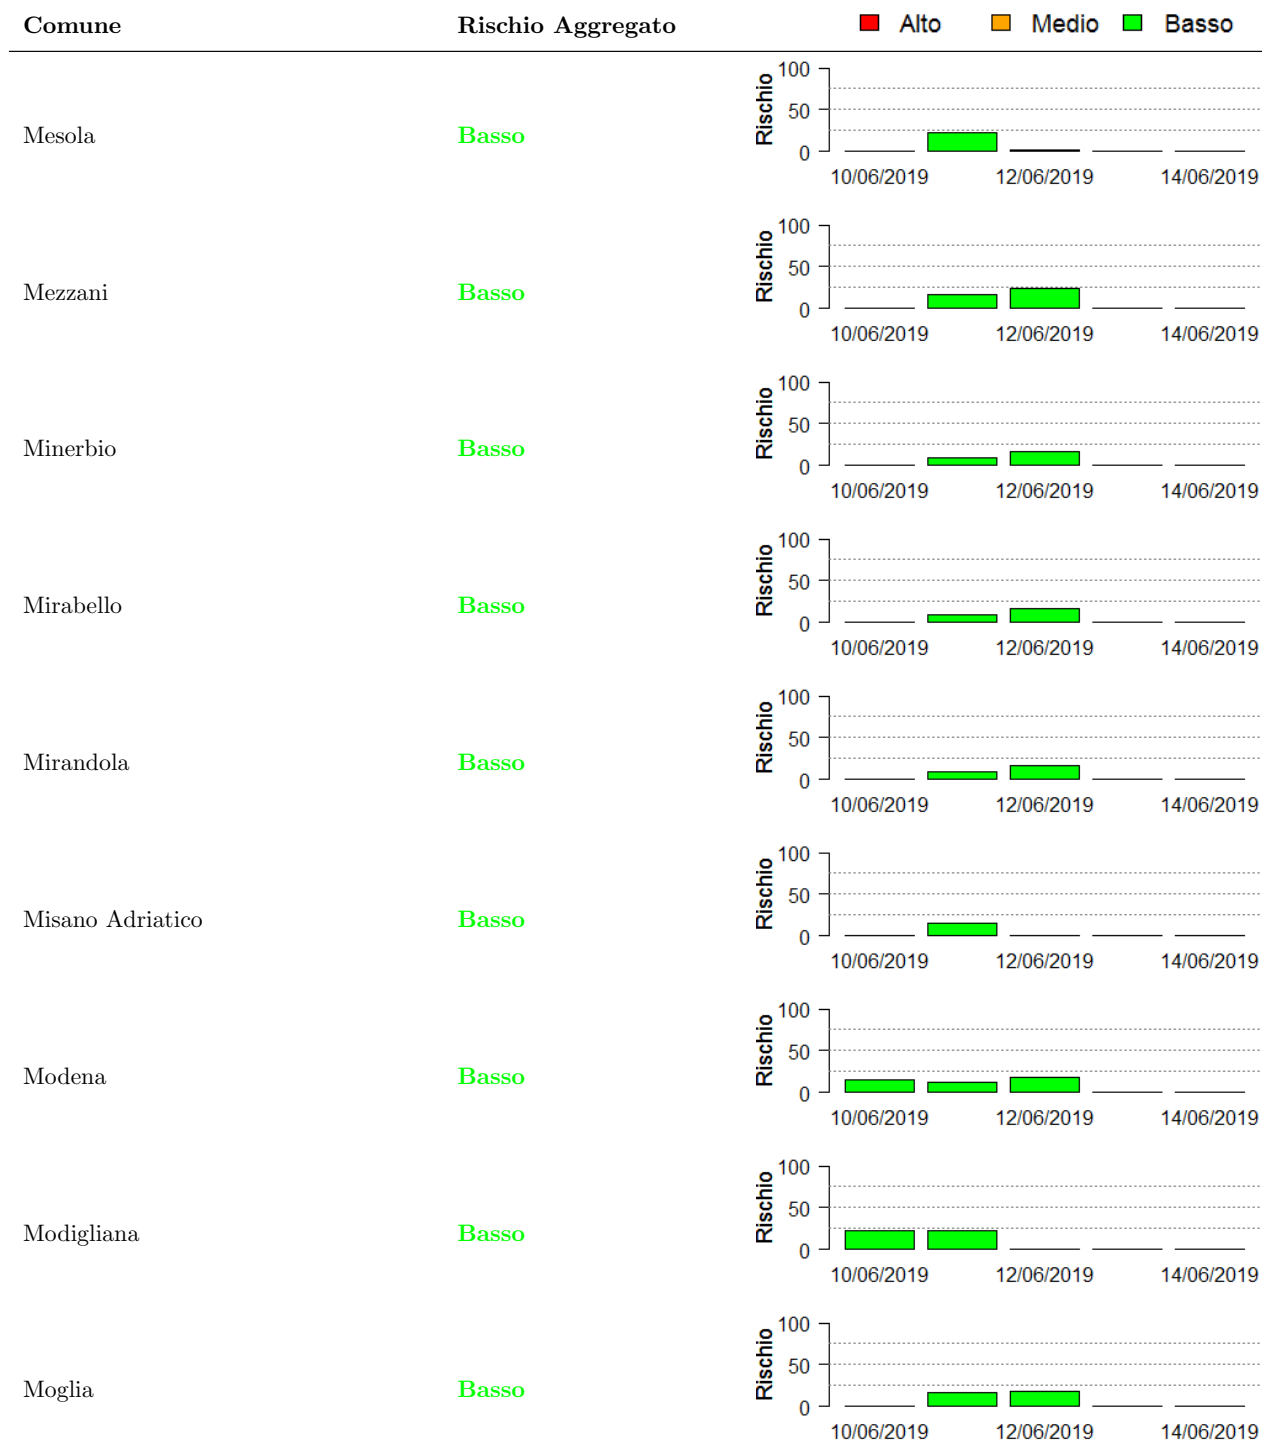 Comune Rischio Aggregato Alto Medio Basso
100
50
0
Rischio
Mesola Basso
10/06/2019 12/06/2019 14/06/2019
100
50
0
Rischio
Mezzani Basso
10/06/2019 12/06/2019 14/06/2019
100
50
0
Rischio
Minerbio Basso
10/06/2019 12/06/2019 14/06/2019
100
50
0
Rischio
Mirabello Basso
10/06/2019 12/06/2019 14/06/2019
100
50
0
Rischio
Mirandola Basso
10/06/2019 12/06/2019 14/06/2019
100
50
0
Rischio
Misano Adriatico Basso
10/06/2019 12/06/2019 14/06/2019
100
50
0
Rischio
Modena Basso
10/06/2019 12/06/2019 14/06/2019
100
50
0
Rischio
Modigliana Basso
10/06/2019 12/06/2019 14/06/2019
100
50
0
Rischio
Moglia Basso
10/06/2019 12/06/2019 14/06/2019